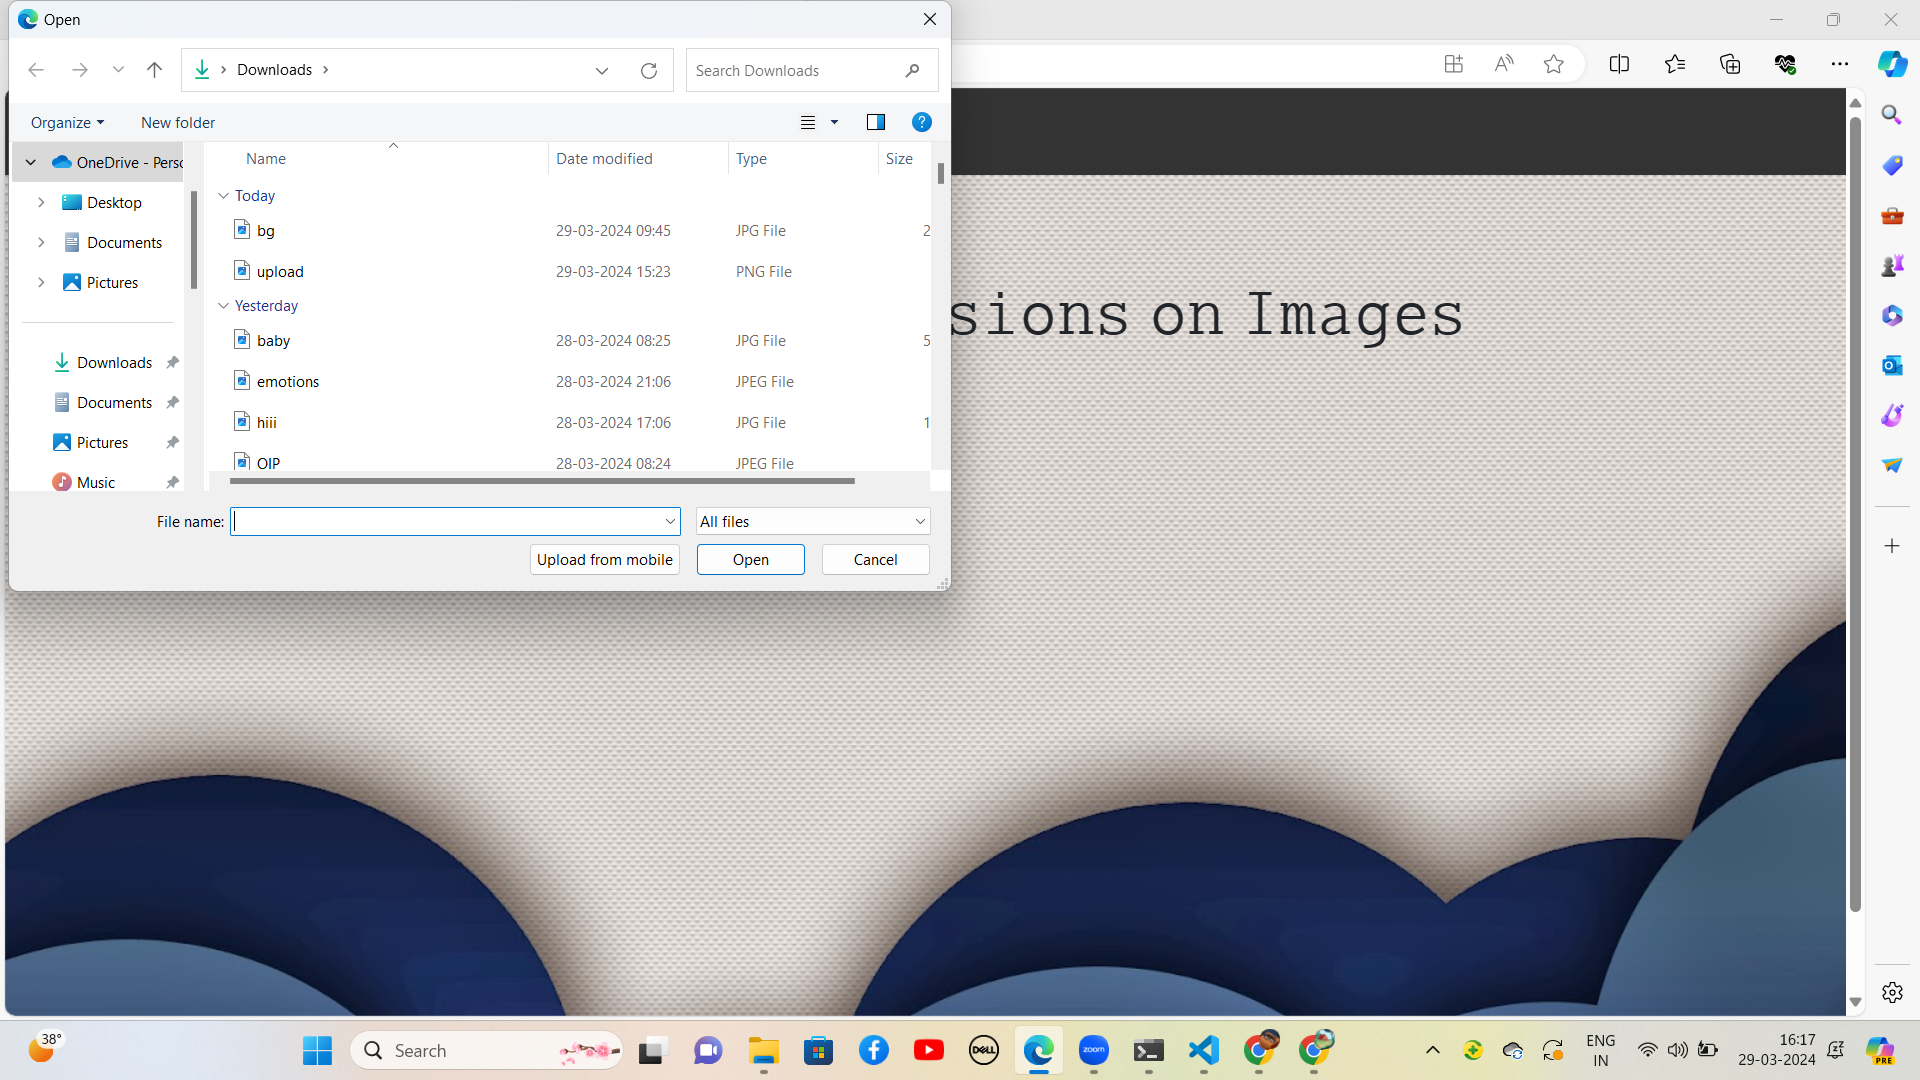 Open
Downloads
Search Downloads
Organize
New folder
OneDrive - Perso
Desktop
Documents
Pictures
Downloads
Documents
Pictures
Music
Name Date modified Type Size
Today
bg 29-03-2024 09:45 JPG File 2
upload 29-03-2024 15:23 PNG File
Yesterday
baby 28-03-2024 08:25 JPG File 5
emotions 28-03-2024 21:06 JPEG File
hiii 28-03-2024 17:06 JPG File 1
OIP 28-03-2024 08:24 JPEG File
File name:
All files
Upload from mobile
Open
Cancel
sions on Images
38°
Search
DELL
zoom
ENG
IN
16:17
29-03-2024
PRE